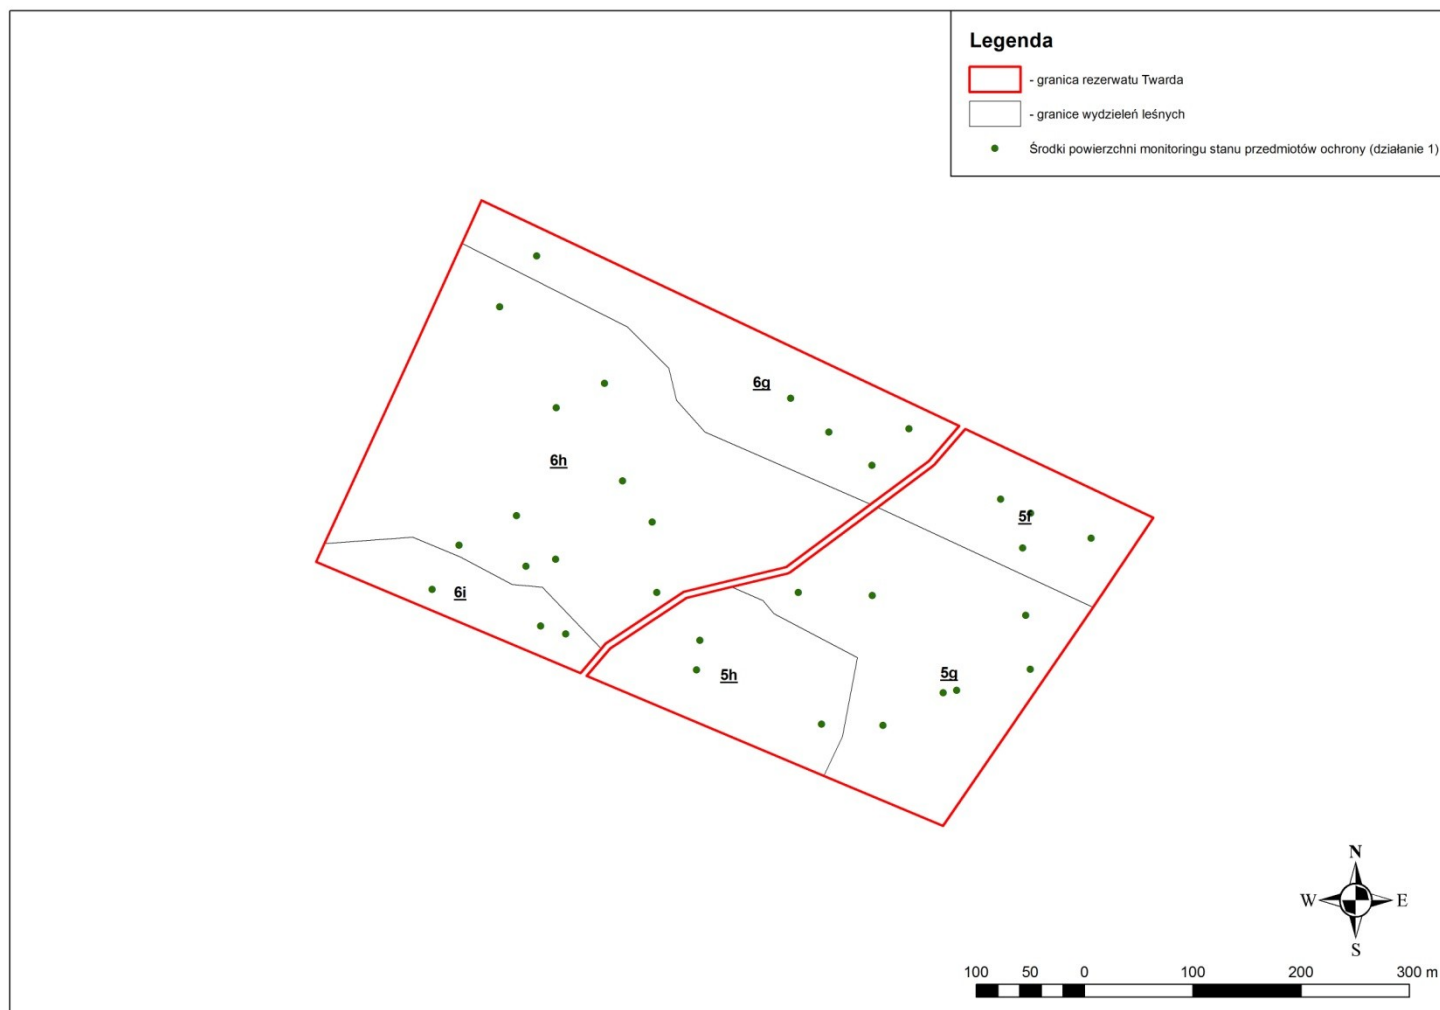 Legenda
- granica rezerwatu Twarda
- granice wydzieleń leśnych
Środki powierzchni monitoringu stanu przedmiotów ochrony (działanie 1)
6g
6h
5f
6i
5h
5g
N
W E
S
100 50 0 100 200 300 m